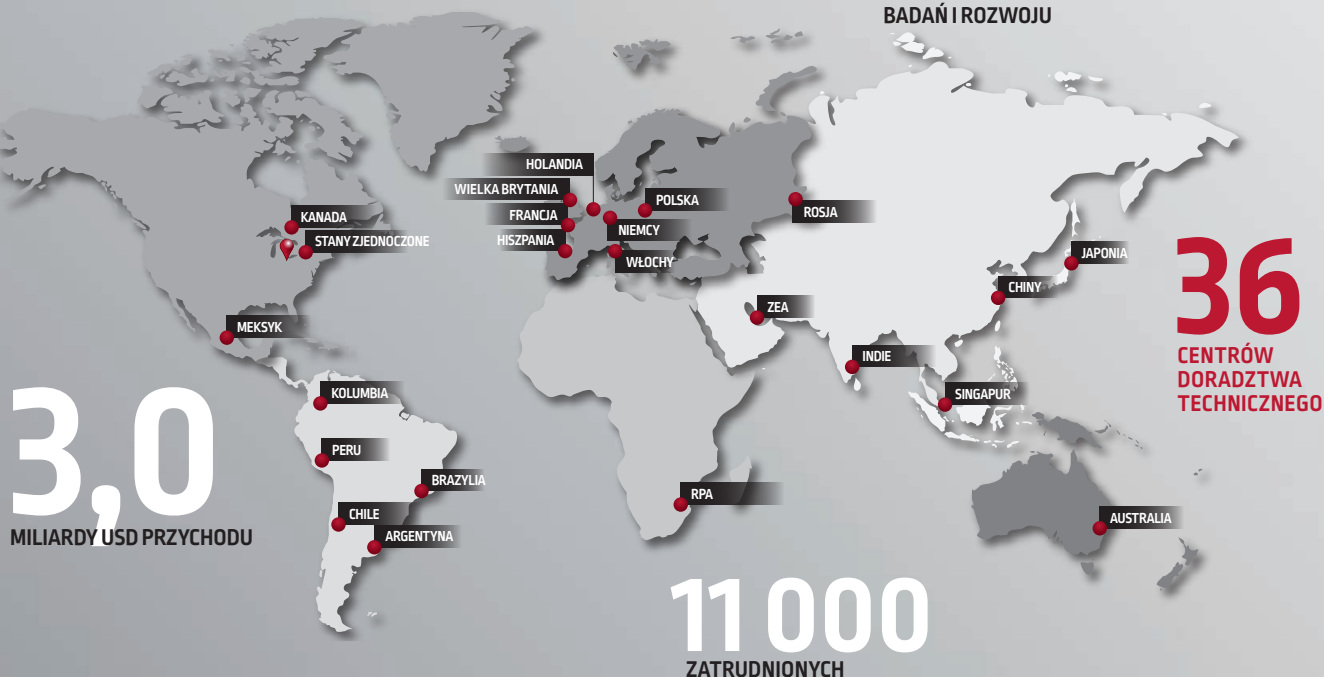 BADAŃ I ROZWOJU
HOLANDIA
WIELKA BRYTANIA
POLSKA
ROSJA
FRANCJA
KANADA
NIEMCY
STANY ZJEDNOCZONE
HISZPANIA
WŁOCHY
JAPONIA
CHINY
36
CENTRÓW
DORADZTWA
TECHNICZNEGO
ZEA
MEKSYK
INDIE
KOLUMBIA
SINGAPUR
3,0
MILIARDY USD PRZYCHODU
PERU
BRAZYLIA
RPA
CHILE
AUSTRALIA
ARGENTYNA
11 000
ZATRUDNIONYCH